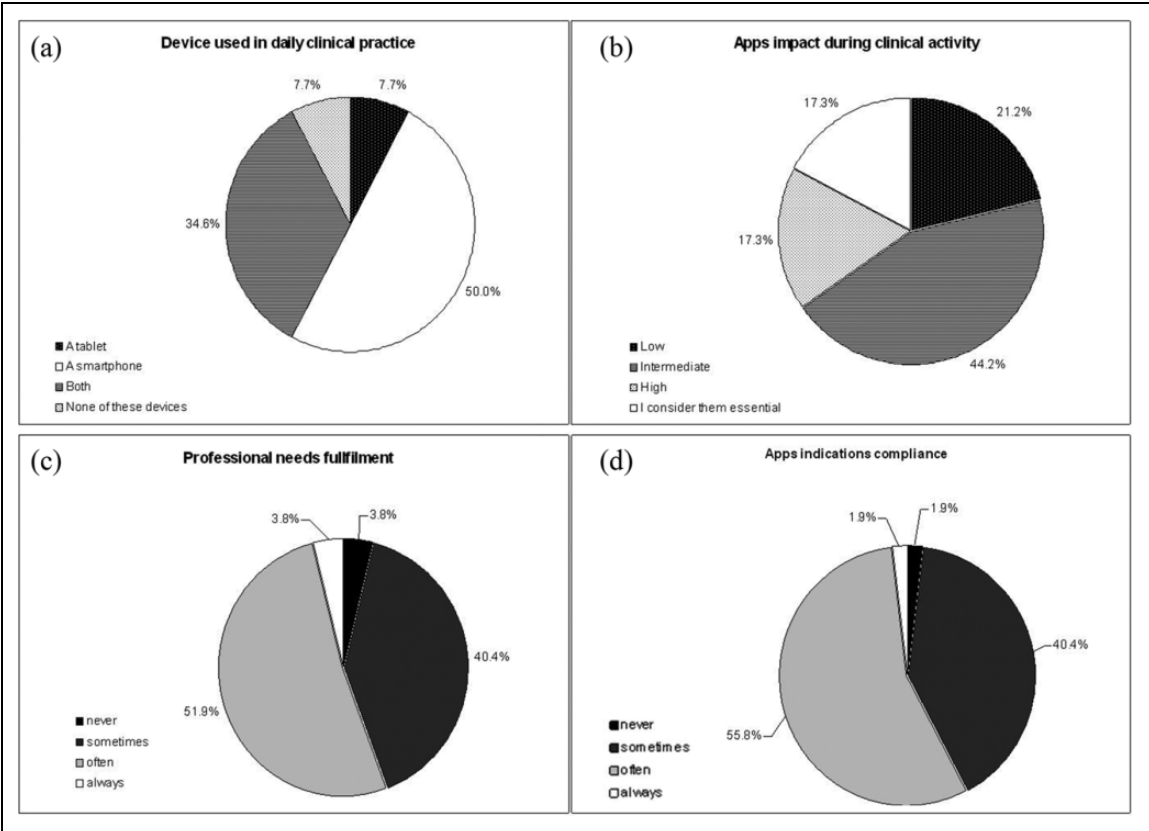 (a)
Device used in daily clinical practice
7.7%
7.7%
34.6%
50.0%
A tablet
A smartphone
Both
None of these devices
(b)
Apps impact during clinical activity
17.3%
21.2%
17.3%
44.2%
Low
Intermediate
High
I consider them essential
(c)
Professional needs fullfilment
3.8%
3.8%
40.4%
51.9%
never
sometimes
often
always
(d)
Apps indications compliance
1.9%
1.9%
40.4%
55.8%
never
sometimes
often
always